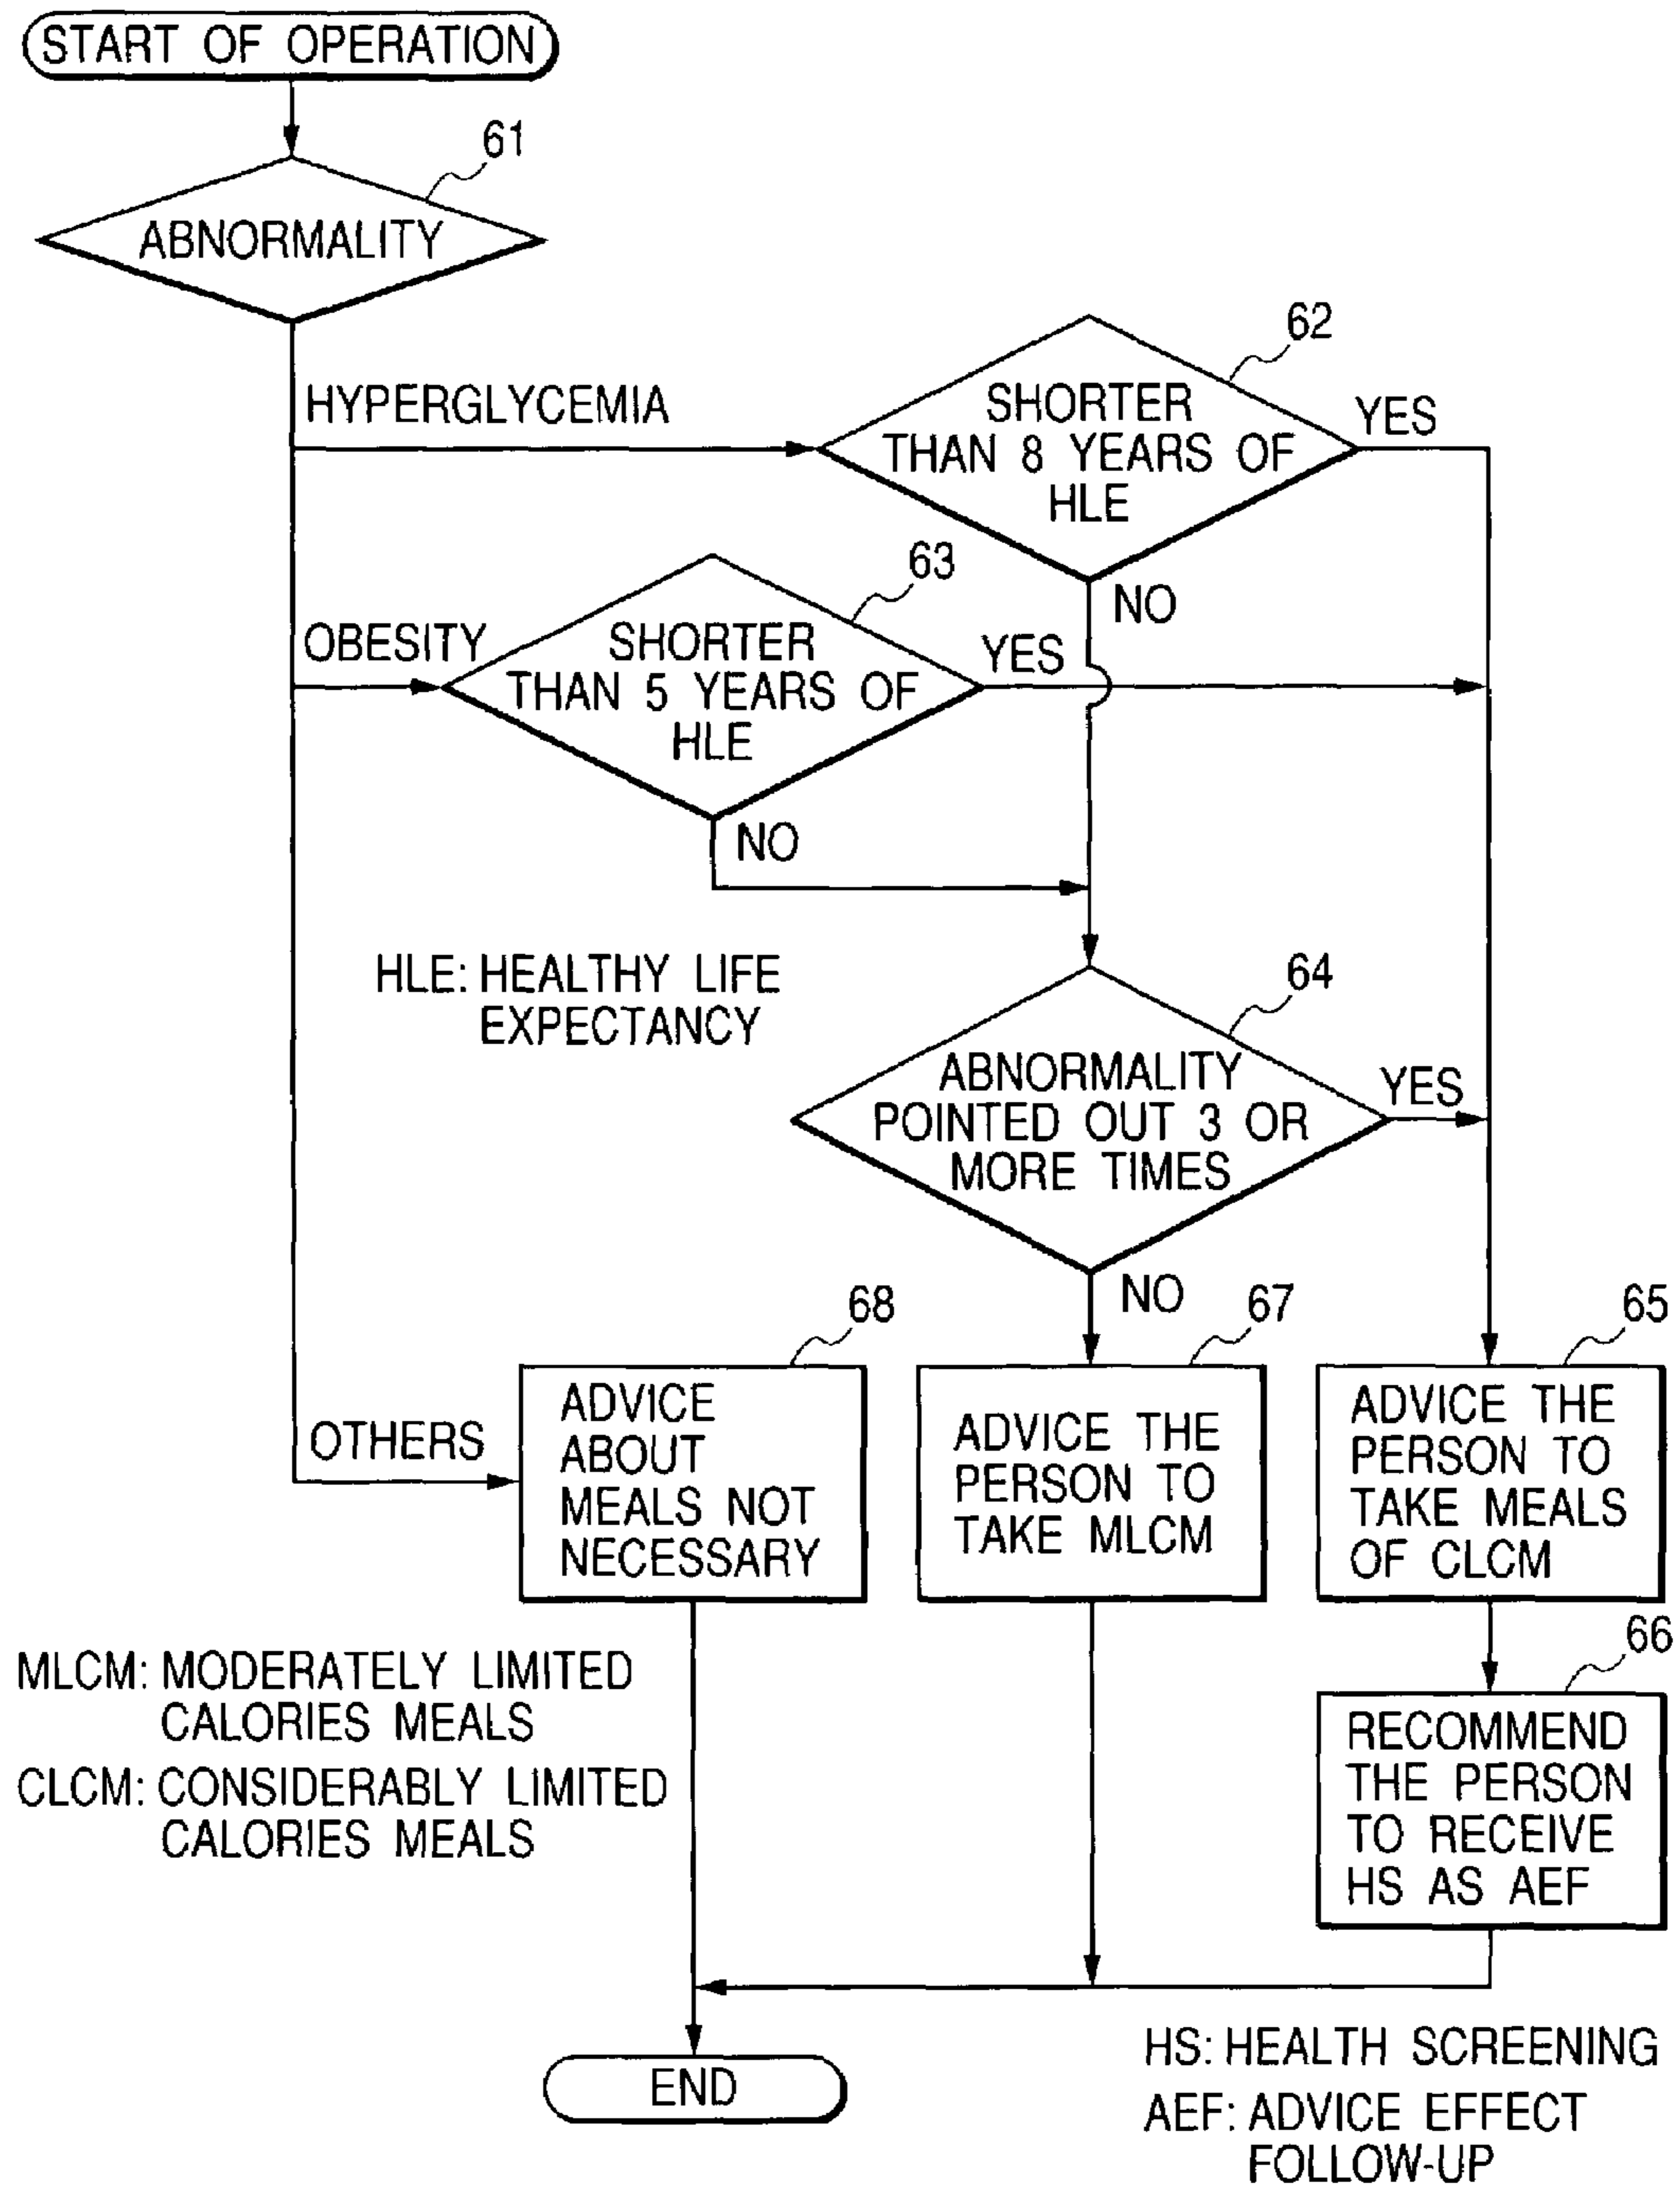 START OF OPERATION
61
ABNORMALITY
62
HYPERGLYCEMIA
SHORTER
THAN 8 YEARS OF
HLE
YES
NO
63
OBESITY
SHORTER
THAN 5 YEARS OF
HLE
YES
NO
HLE: HEALTHY LIFE
EXPECTANCY
64
ABNORMALITY
POINTED OUT 3 OR
MORE TIMES
YES
NO
68
67
65
OTHERS
ADVICE
ABOUT
MEALS NOT
NECESSARY
ADVICE THE
PERSON TO
TAKE MLCM
ADVICE THE
PERSON TO
TAKE MEALS
OF CLCM
66
MLCM: MODERATELY LIMITED
CALORIES MEALS
CLCM: CONSIDERABLY LIMITED
CALORIES MEALS
RECOMMEND
THE PERSON
TO RECEIVE
HS AS AEF
END
HS: HEALTH SCREENING
AEF: ADVICE EFFECT
FOLLOW-UP